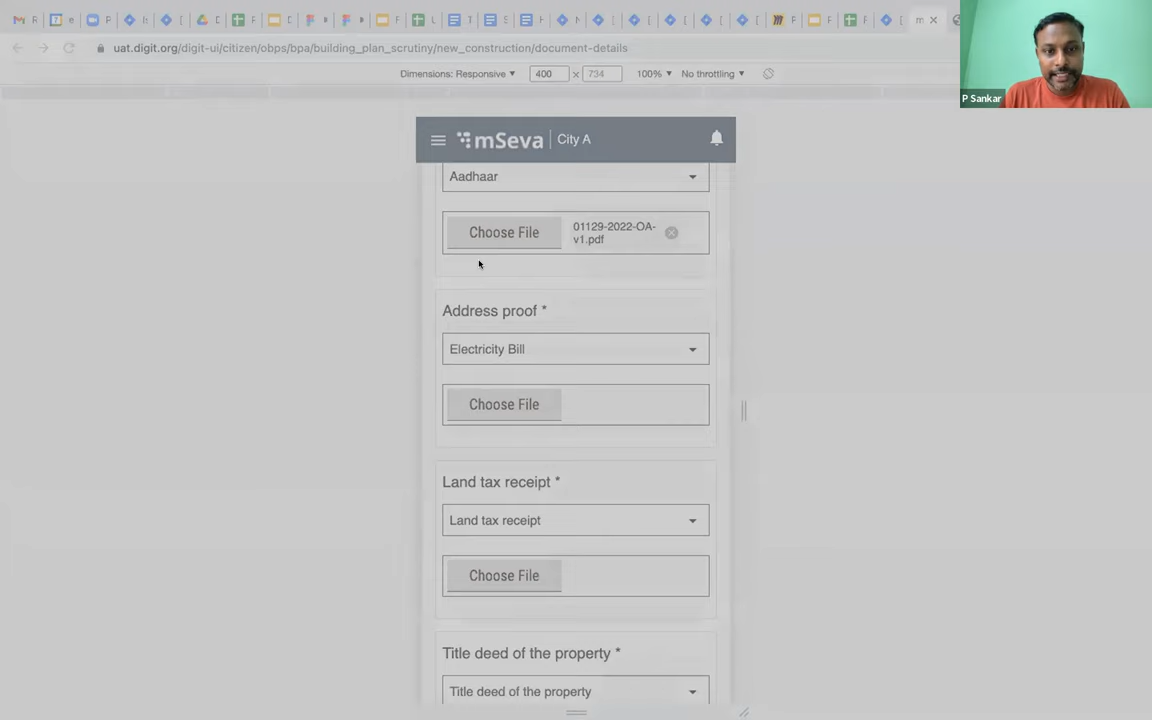 uat.digit.org/digit-ui/citizen/obps/bpa/building_plan_scrutiny/new_construction/document-details
Dimensions: Responsive 400 x 734 100% No throttling
P Sankar
mSeva City A
Aadhaar
Choose File 01129-2022-OA-
v1.pdf
Address proof *
Electricity Bill
Choose File
Land tax receipt *
Land tax receipt
Choose File
Title deed of the property *
Title deed of the property